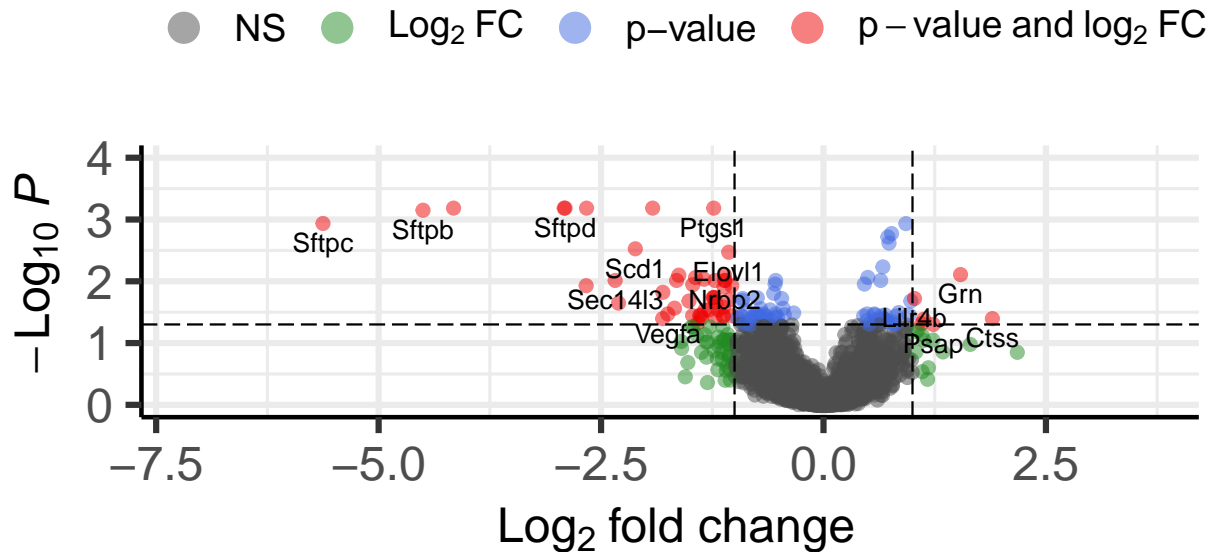 NS Log₂ FC p−value p − value and log₂ FC
−Log₁₀ P
4
3
2
1
0
Sftpc
Sftpb
Sftpd
Ptgsl1
Scd1
Elovl1
Sec14l3
Nrbp2
Vegfa
Grn
Lilr4b
Psap
Ctss
−7.5 −5.0 −2.5 0.0 2.5
Log₂ fold change